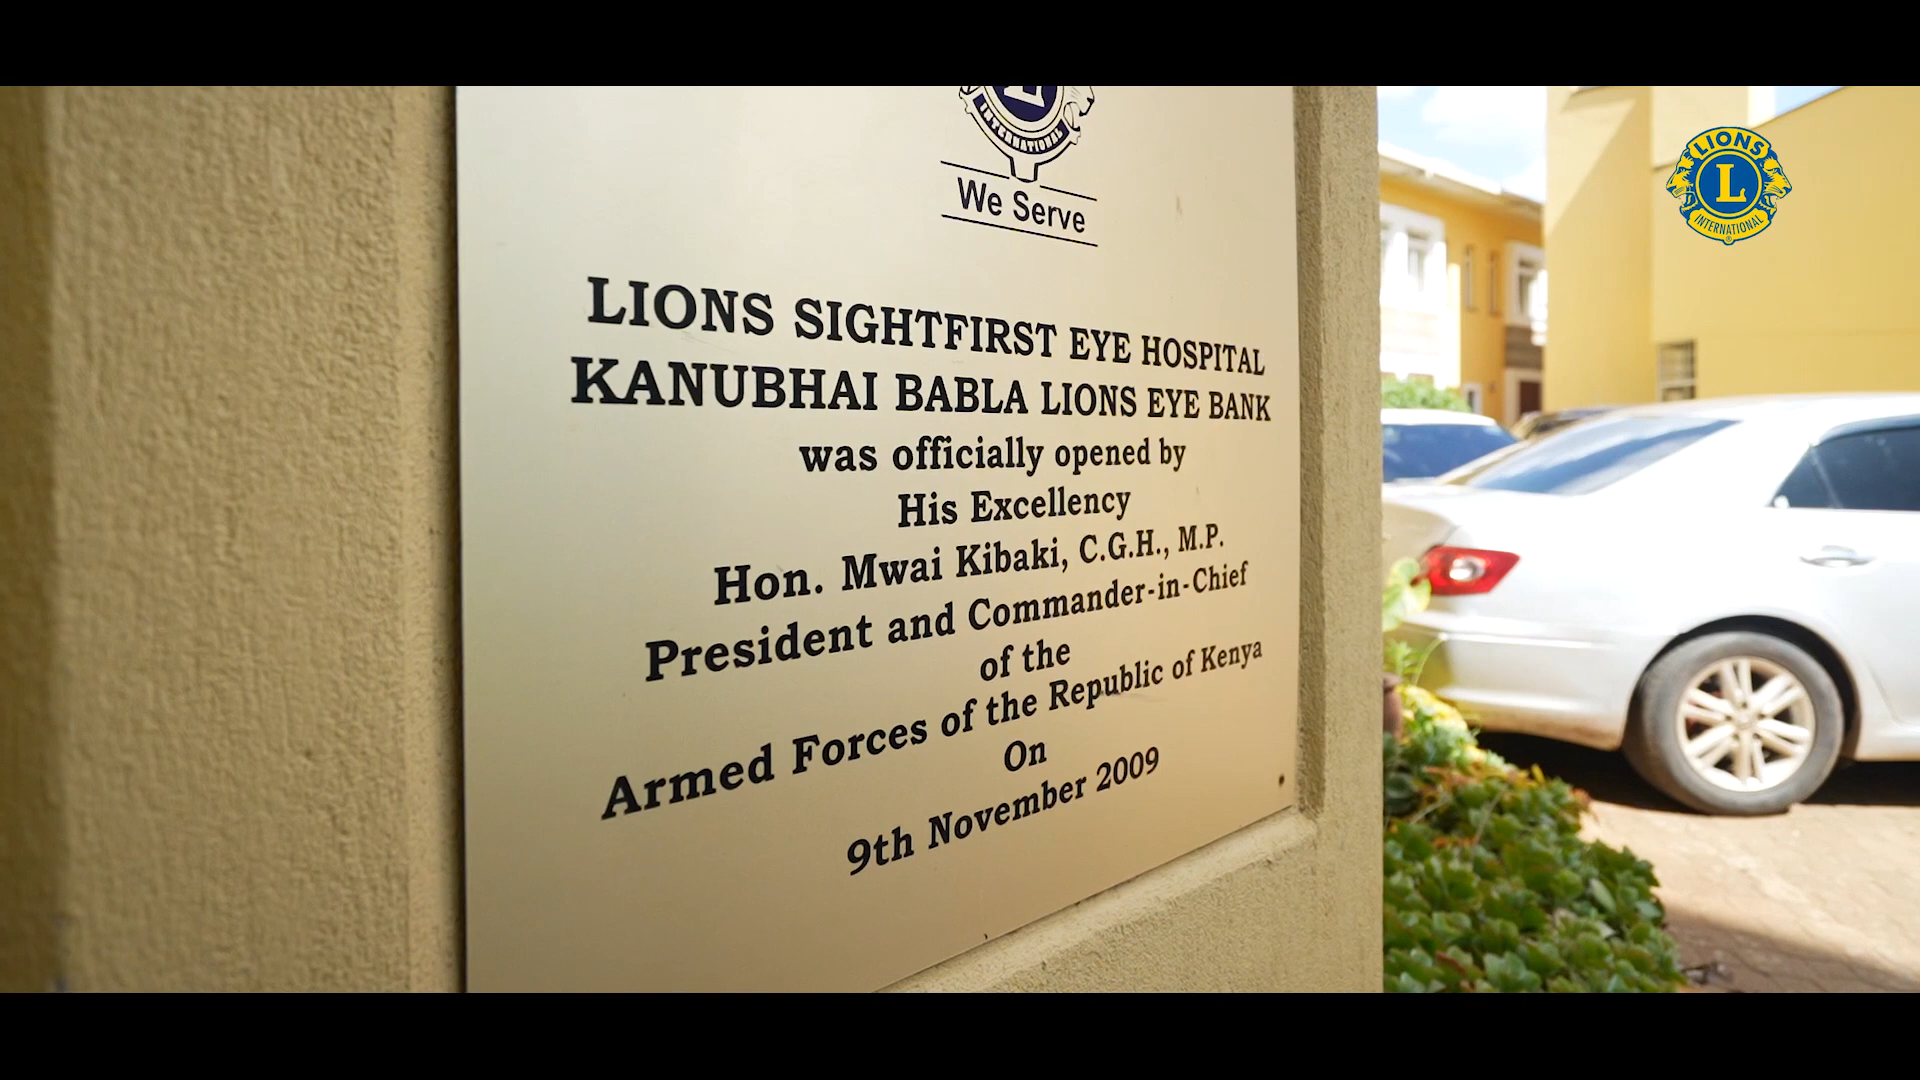 INTERNATIONAL
We Serve
LIONS SIGHTFIRST EYE HOSPITAL
KANUBHAI BABLA LIONS EYE BANK
was officially opened by
His Excellency
Hon. Mwai Kibaki, C.G.H., M.P.
President and Commander-in-Chief
of the
Armed Forces of the Republic of Kenya
On
9th November 2009
LIONS
L
INTERNATIONAL
®